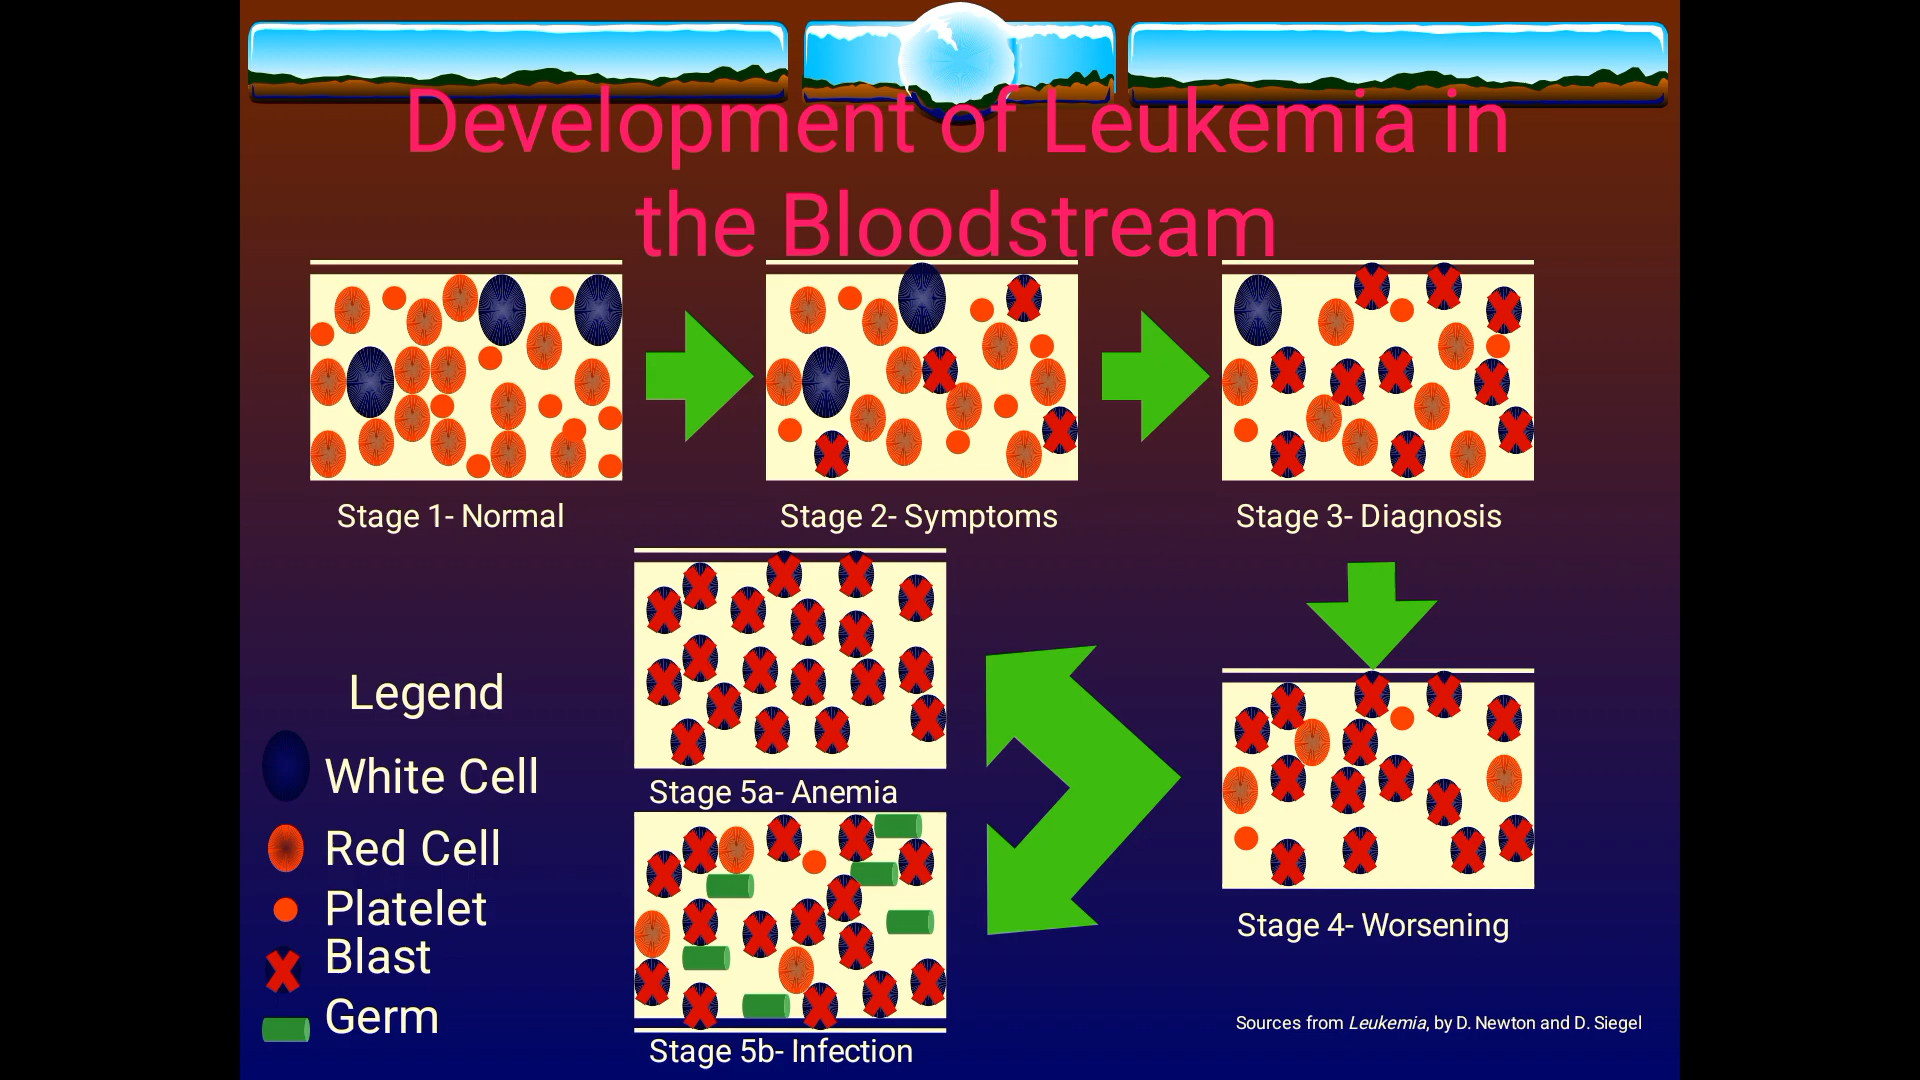 Development of Leukemia in
the Bloodstream
Stage 1- Normal
Stage 2- Symptoms
Stage 3- Diagnosis
Legend
White Cell
Red Cell
Platelet
Blast
Germ
Stage 5a- Anemia
Stage 4- Worsening
Stage 5b- Infection
Sources from Leukemia, by D. Newton and D. Siegel